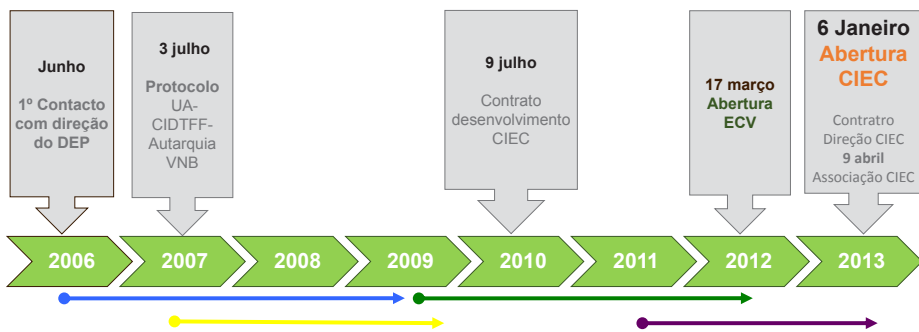 Junho
1º Contacto
com direção
do DEP
3 julho
Protocolo
UA-
CIDTFF-
Autarquia
VNB
9 julho
Contrato
desenvolvimento
CIEC
17 março
Abertura
ECV
6 Janeiro
Abertura
CIEC
Contratro
Direção CIEC
9 abril
Associação CIEC
2006
2007
2008
2009
2010
2011
2012
2013